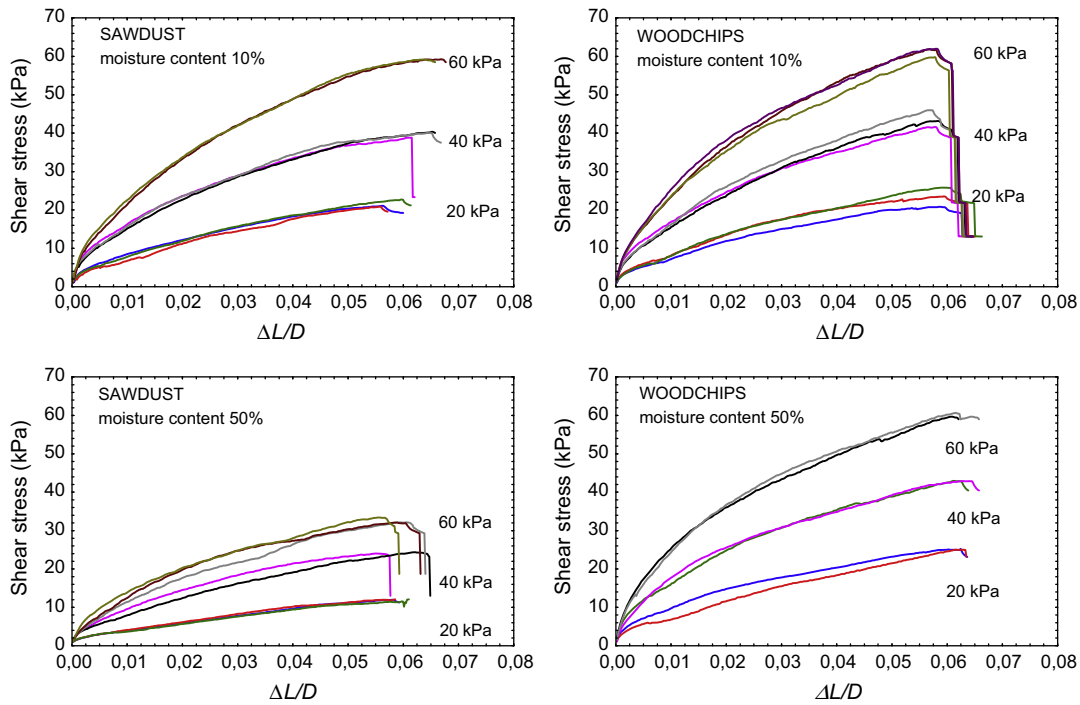 SAWDUST
moisture content 10%
60 kPa
40 kPa
20 kPa
Shear stress (kPa)
70
60
50
40
30
20
10
0
0,00 0,01 0,02 0,03 0,04 0,05 0,06 0,07 0,08
ΔL/D
WOODCHIPS
moisture content 10%
60 kPa
40 kPa
20 kPa
Shear stress (kPa)
70
60
50
40
30
20
10
0
0,00 0,01 0,02 0,03 0,04 0,05 0,06 0,07 0,08
ΔL/D
SAWDUST
moisture content 50%
60 kPa
40 kPa
20 kPa
Shear stress (kPa)
70
60
50
40
30
20
10
0
0,00 0,01 0,02 0,03 0,04 0,05 0,06 0,07 0,08
ΔL/D
WOODCHIPS
moisture content 50%
60 kPa
40 kPa
20 kPa
Shear stress (kPa)
70
60
50
40
30
20
10
0
0,00 0,01 0,02 0,03 0,04 0,05 0,06 0,07 0,08
ΔL/D